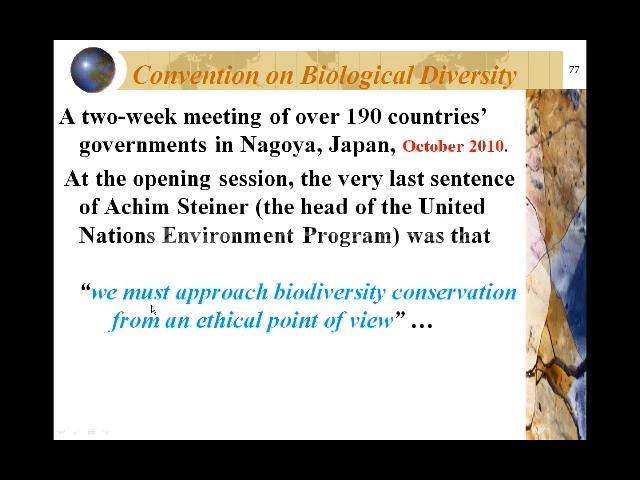 Convention on Biological Diversity
77
A two-week meeting of over 190 countries’
governments in Nagoya, Japan, October 2010.
At the opening session, the very last sentence
of Achim Steiner (the head of the United
Nations Environment Program) was that
“we must approach biodiversity conservation
from an ethical point of view” …